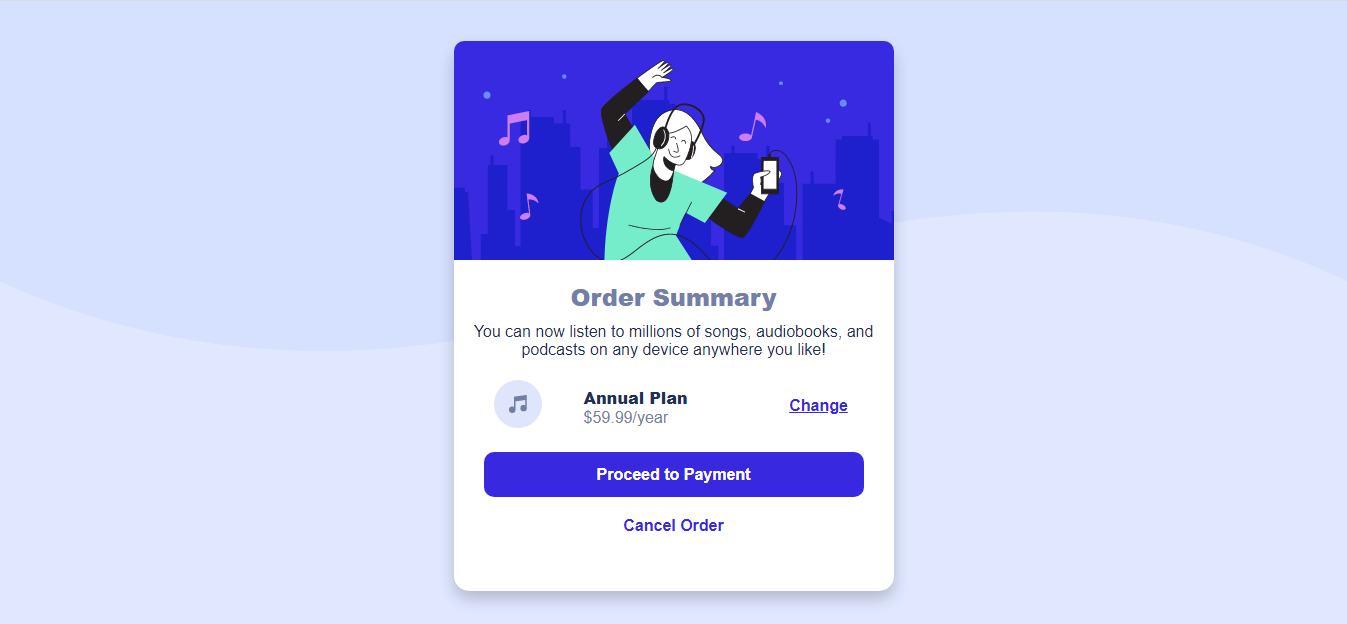 Order Summary
You can now listen to millions of songs, audiobooks, and
podcasts on any device anywhere you like!
Annual Plan
$59.99/year
Change
Proceed to Payment
Cancel Order